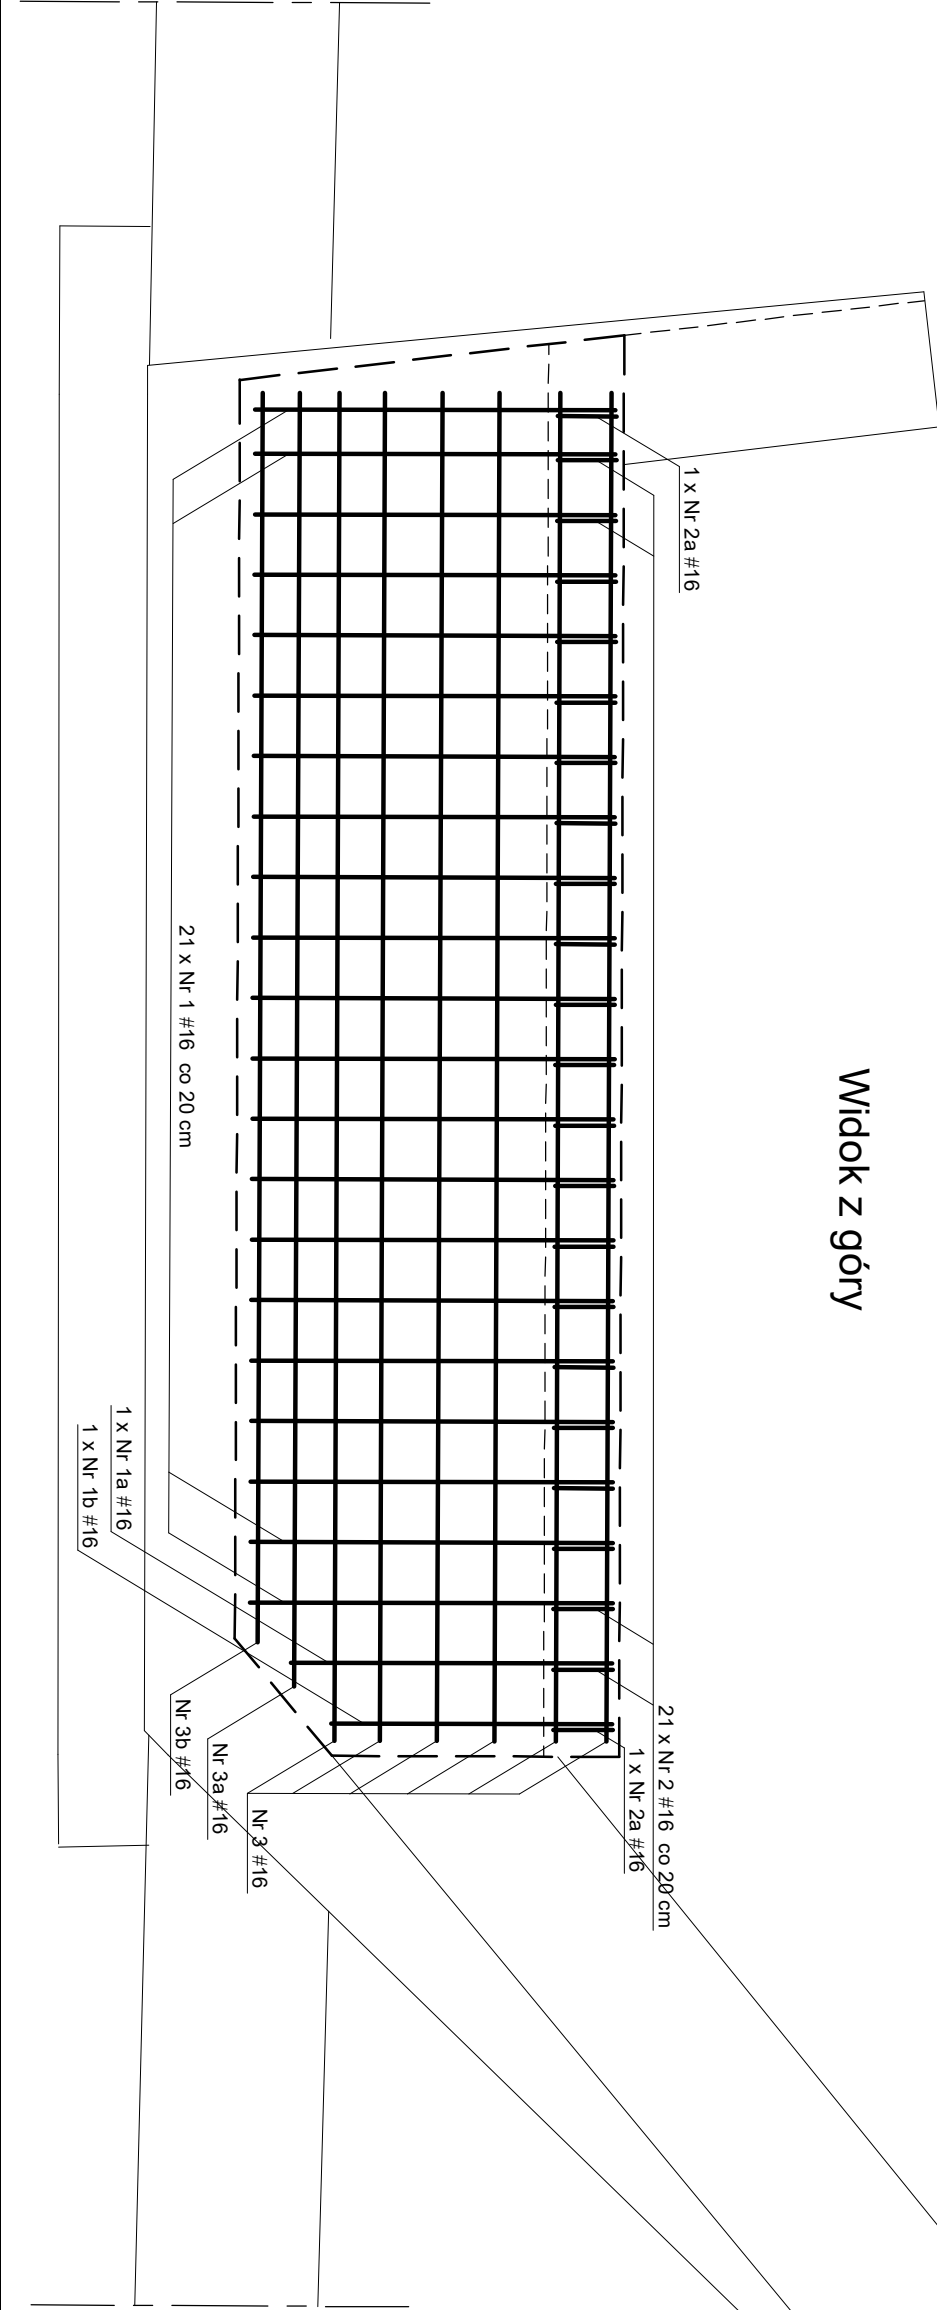 Widok z góry
1 x Nr 2a #16
21 x Nr 2 #16 co 20 cm
1 x Nr 2a #16
21 x Nr 1 #16 co 20 cm
1 x Nr 1a #16
1 x Nr 1b #16
Nr 3 #16
Nr 3a #16
Nr 3b #16